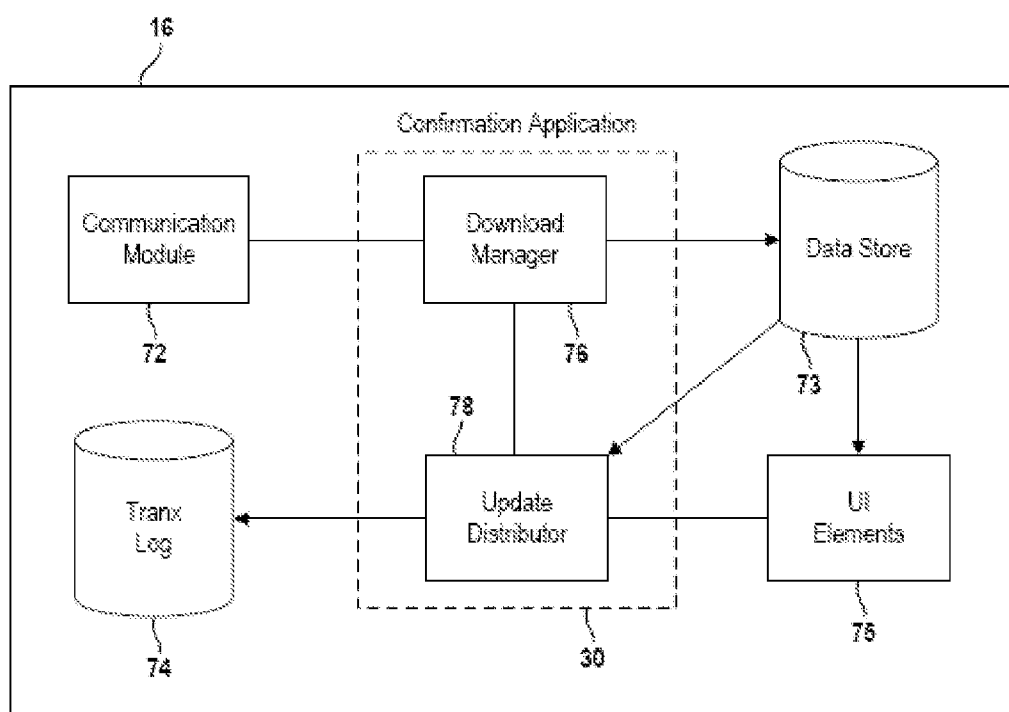 16
Confirmation Application
Communication
Module
Download
Manager
Data Store
72
76
73
78
Tranx
Log
Update
Distributor
UI
Elements
74
30
75